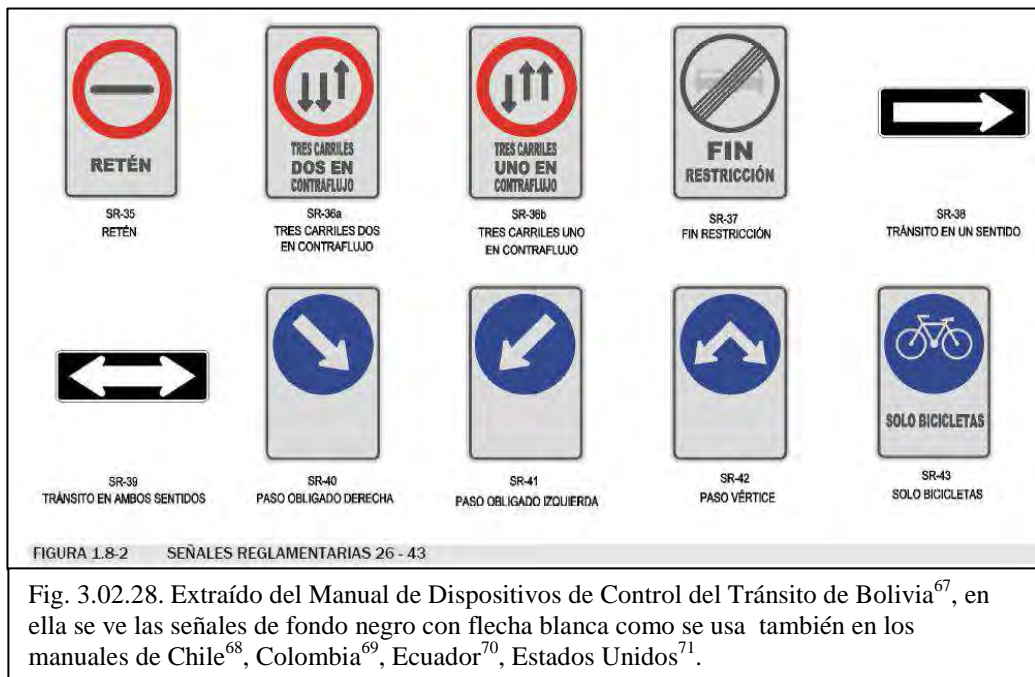 RETÉN
TRES CARRILES
DOS EN
CONTRAFLUJO
TRES CARRILES
UNO EN
CONTRAFLUJO
FIN
RESTRICCIÓN
SR-35
RETÉN
SR-36a
TRES CARRILES DOS
EN CONTRAFLUJO
SR-36b
TRES CARRILES UNO
EN CONTRAFLUJO
SR-37
FIN RESTRICCIÓN
SR-38
TRÁNSITO EN UN SENTIDO
SOLO BICICLETAS
SR-39
TRÁNSITO EN AMBOS SENTIDOS
SR-40
PASO OBLIGADO DERECHA
SR-41
PASO OBLIGADO IZQUIERDA
SR-42
PASO VÉRTICE
SR-43
SOLO BICICLETAS
FIGURA 1.8-2 SEÑALES REGLAMENTARIAS 26 - 43
Fig. 3.02.28. Extraído del Manual de Dispositivos de Control del Tránsito de Bolivia67, en
ella se ve las señales de fondo negro con flecha blanca como se usa también en los
manuales de Chile68, Colombia69, Ecuador70, Estados Unidos71.